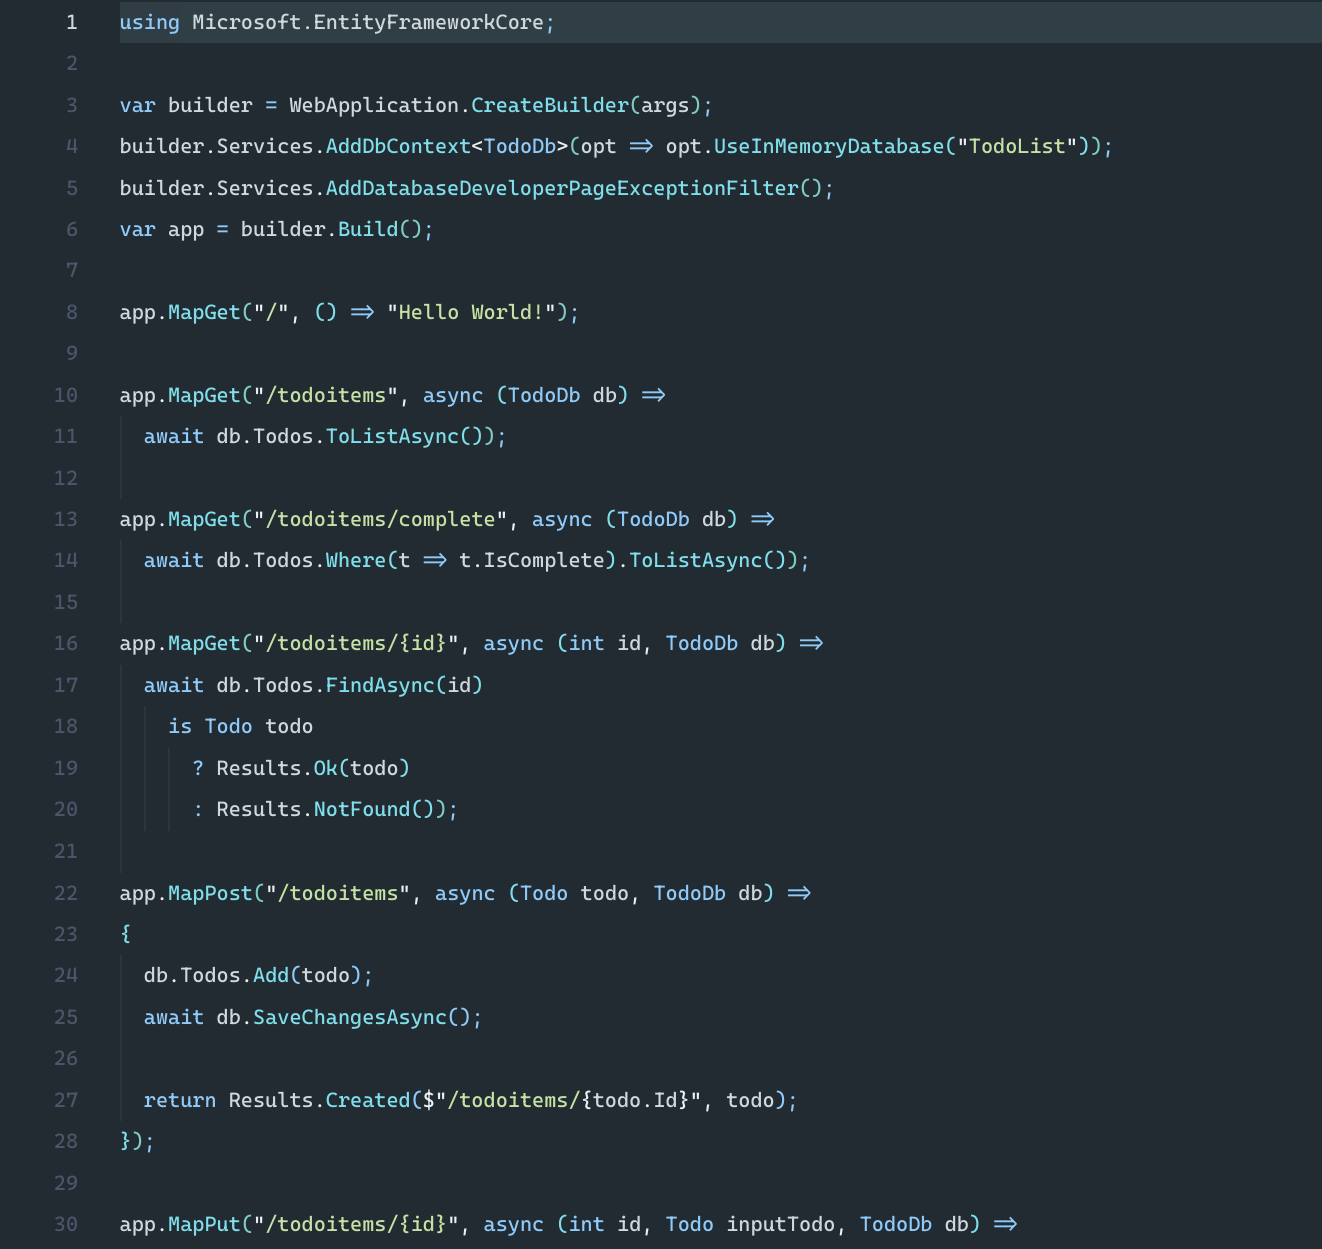 1 using Microsoft.EntityFrameworkCore;
2
3 var builder = WebApplication.CreateBuilder(args);
4 builder.Services.AddDbContext<TodoDb>(opt => opt.UseInMemoryDatabase("TodoList"));
5 builder.Services.AddDatabaseDeveloperPageExceptionFilter();
6 var app = builder.Build();
7
8 app.MapGet("/", () => "Hello World!");
9
10 app.MapGet("/todoitems", async (TodoDb db) =>
11 await db.Todos.ToListAsync());
12
13 app.MapGet("/todoitems/complete", async (TodoDb db) =>
14 await db.Todos.Where(t => t.IsComplete).ToListAsync());
15
16 app.MapGet("/todoitems/{id}", async (int id, TodoDb db) =>
17 await db.Todos.FindAsync(id)
18 is Todo todo
19 ? Results.Ok(todo)
20 : Results.NotFound());
21
22 app.MapPost("/todoitems", async (Todo todo, TodoDb db) =>
23 {
24 db.Todos.Add(todo);
25 await db.SaveChangesAsync();
26
27 return Results.Created($"/todoitems/{todo.Id}", todo);
28 });
29
30 app.MapPut("/todoitems/{id}", async (int id, Todo inputTodo, TodoDb db) =>